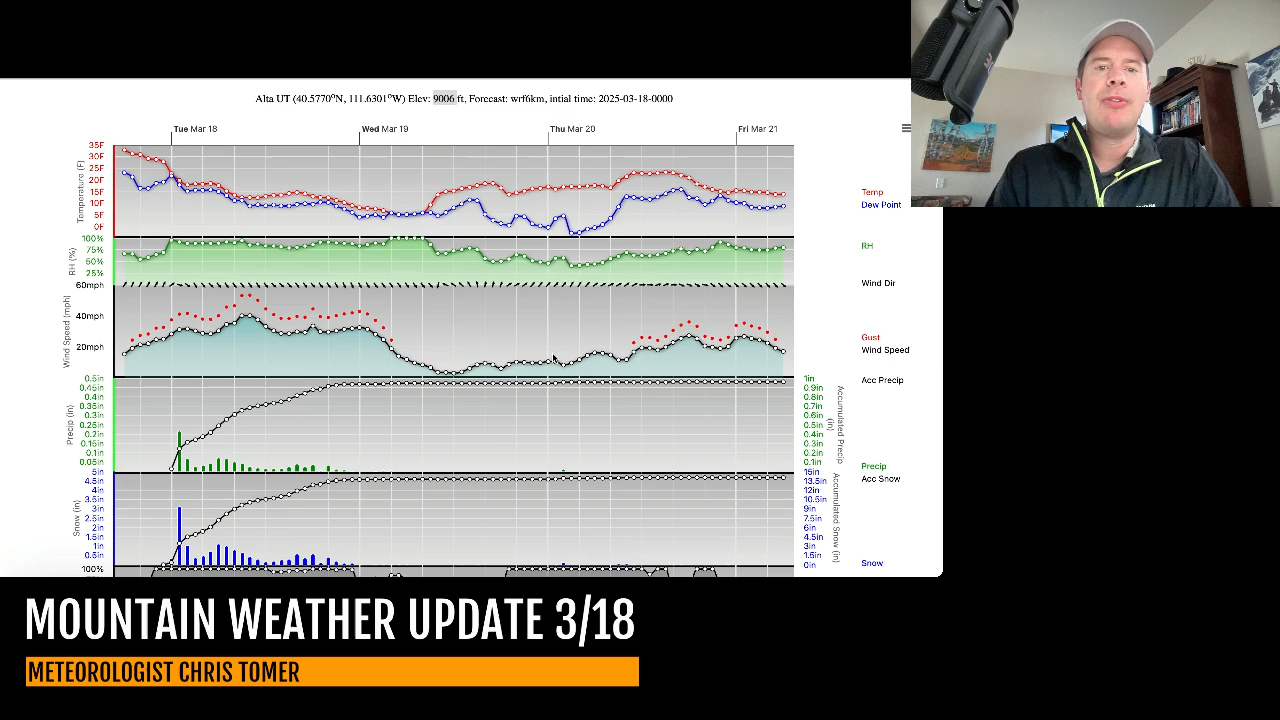 Alta UT (40.5770ºN, 111.6301ºW) Elev: 9006 ft, Forecast: wrf6km, intial time: 2025-03-18-0000
Tue Mar 18 Wed Mar 19 Thu Mar 20 Fri Mar 21
Temperature (F)
35F
30F
25F
20F
15F
10F
5F
0F
Temp
Dew Point
RH (%)
100%
75%
50%
25%
RH
Wind Dir
Wind Speed (mph)
60mph
40mph
20mph
Gust
Wind Speed
Precip (in)
0.5in
0.45in
0.4in
0.35in
0.3in
0.25in
0.2in
0.15in
0.1in
0.05in
1in
0.9in
0.8in
0.7in
0.6in
0.5in
0.4in
0.3in
0.2in
0.1in
Accumulated Precip
(in)
Acc Precip
Precip
Snow (in)
5in
4.5in
4in
3.5in
3in
2.5in
2in
1.5in
1in
0.5in
15in
13.5in
12in
10.5in
9in
7.5in
6in
4.5in
3in
1.5in
0in
Accumulated Snow (in)
Acc Snow
Snow
100%
MOUNTAIN WEATHER UPDATE 3/18
METEOROLOGIST CHRIS TOMER